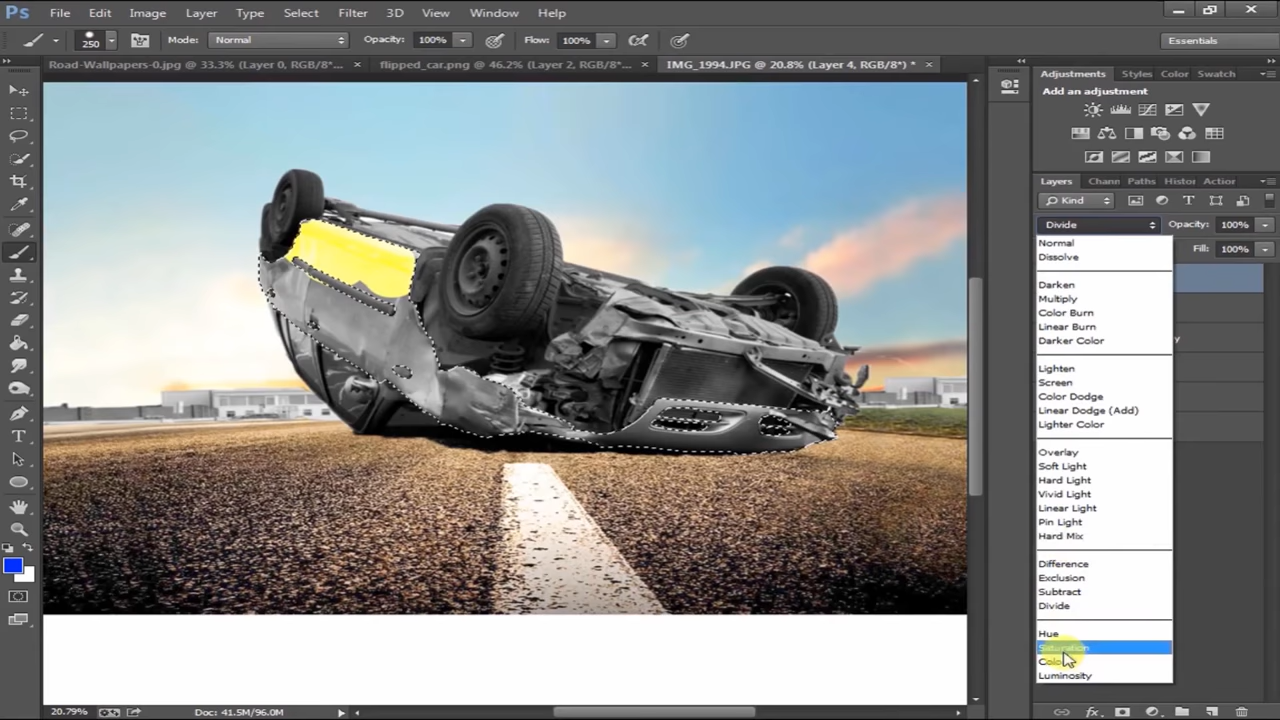 Ps File Edit Image Layer Type Select Filter 3D View Window Help
250 Mode: Normal Opacity: 100% Flow: 100% Essentials
Road-Wallpapers-0.jpg @ 33.3% (Layer 0, RGB/8*... × flipped_car.png @ 46.2% (Layer 2, RGB/8*... × IMG_1994.JPG @ 20.8% (Layer 4, RGB/8*) * ×
Adjustments Styles Color Swatch
Add an adjustment
Layers Chann Paths Histor Action
Kind
Divide Opacity: 100%
Fill: 100%
Normal
Dissolve
Darken
Multiply
Color Burn
Linear Burn
Darker Color
Lighten
Screen
Color Dodge
Linear Dodge (Add)
Lighter Color
Overlay
Soft Light
Hard Light
Vivid Light
Linear Light
Pin Light
Hard Mix
Difference
Exclusion
Subtract
Divide
Hue
Saturation
Color
Luminosity
20.79% Doc: 41.5M/96.0M